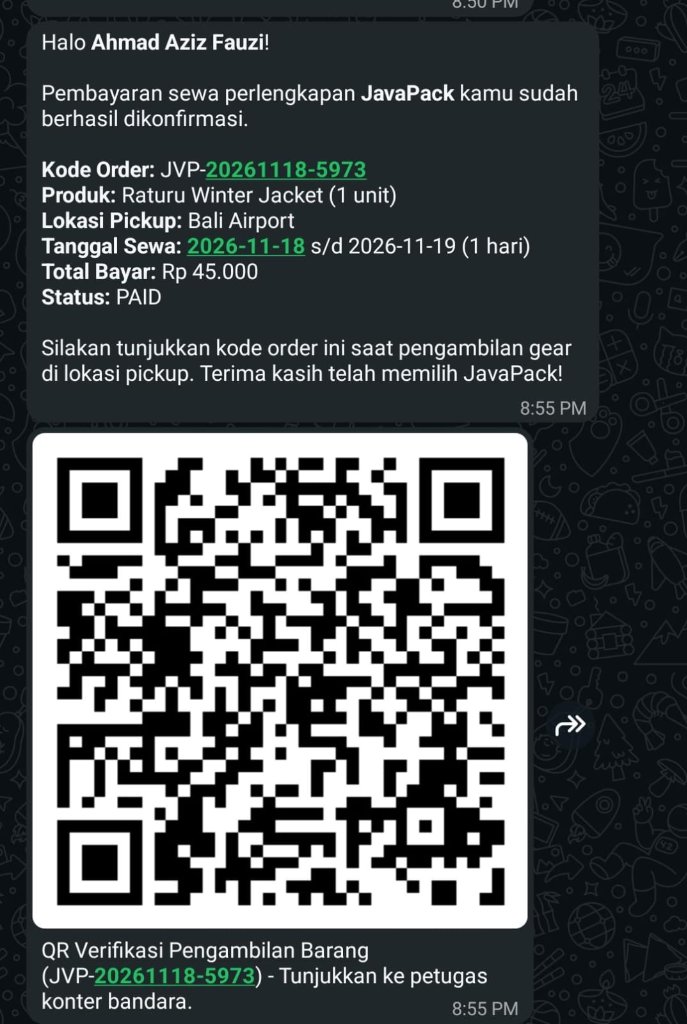 8:50 PM
Halo Ahmad Aziz Fauzi!
Pembayaran sewa perlengkapan JavaPack kamu sudah
berhasil dikonfirmasi.
Kode Order: JVP-20261118-5973
Produk: Raturu Winter Jacket (1 unit)
Lokasi Pickup: Bali Airport
Tanggal Sewa: 2026-11-18 s/d 2026-11-19 (1 hari)
Total Bayar: Rp 45.000
Status: PAID
Silakan tunjukkan kode order ini saat pengambilan gear
di lokasi pickup. Terima kasih telah memilih JavaPack!
8:55 PM
QR Verifikasi Pengambilan Barang
(JVP-20261118-5973) - Tunjukkan ke petugas
konter bandara.
8:55 PM